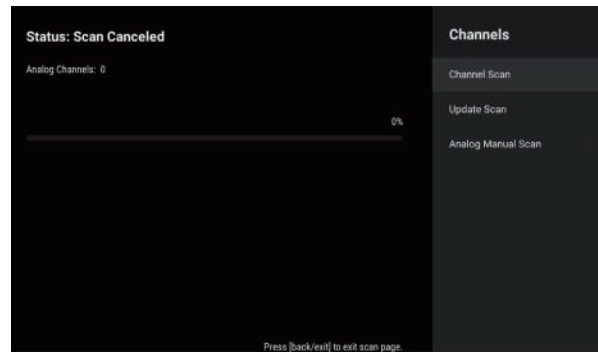 Status: Scan Canceled
Analog Channels: 0
0%
Press [back/exit] to exit scan page.
Channels
Channel Scan
Update Scan
Analog Manual Scan